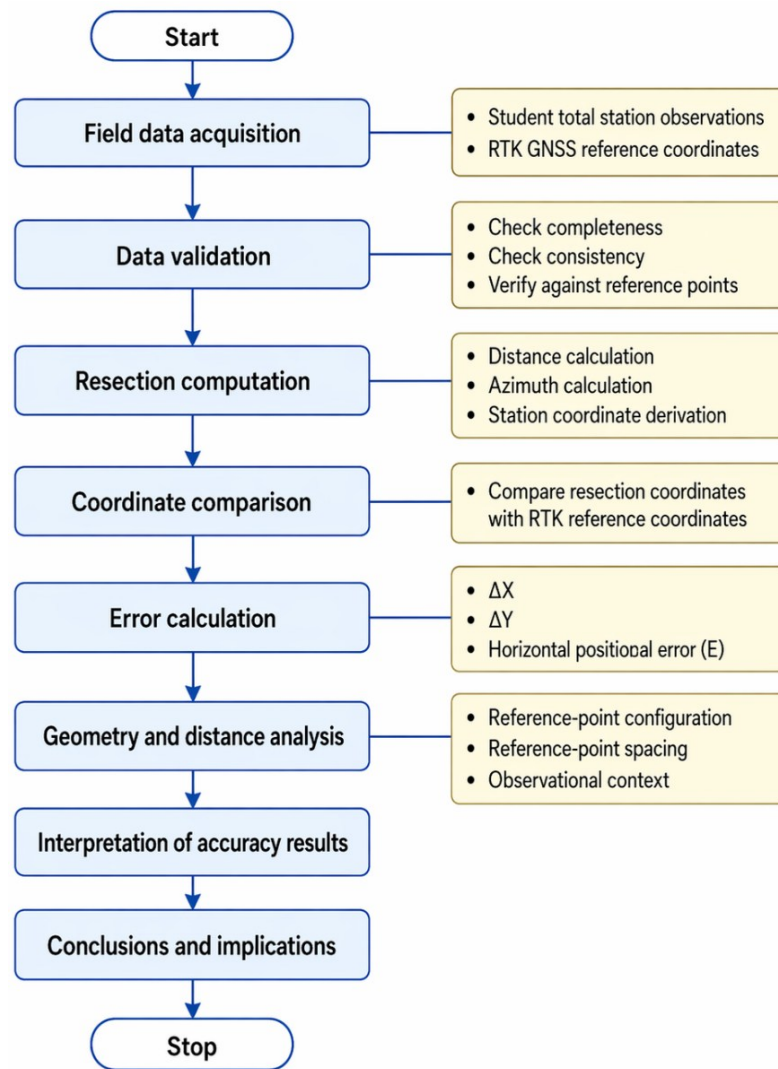 Start
Field data acquisition
• Student total station observations
• RTK GNSS reference coordinates
Data validation
• Check completeness
• Check consistency
• Verify against reference points
Resection computation
• Distance calculation
• Azimuth calculation
• Station coordinate derivation
Coordinate comparison
• Compare resection coordinates
with RTK reference coordinates
Error calculation
• ΔX
• ΔY
• Horizontal positional error (E)
Geometry and distance analysis
• Reference-point configuration
• Reference-point spacing
• Observational context
Interpretation of accuracy results
Conclusions and implications
Stop